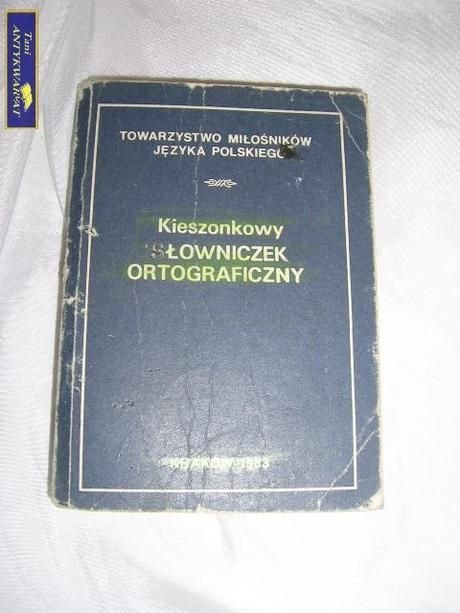 Tani
ANTYKWARIAT
TOWARZYSTWO MIŁOŚNIKÓW
JĘZYKA POLSKIEGO
Kieszonkowy
SŁOWNICZEK
ORTOGRAFICZNY
KRAKÓW 1983